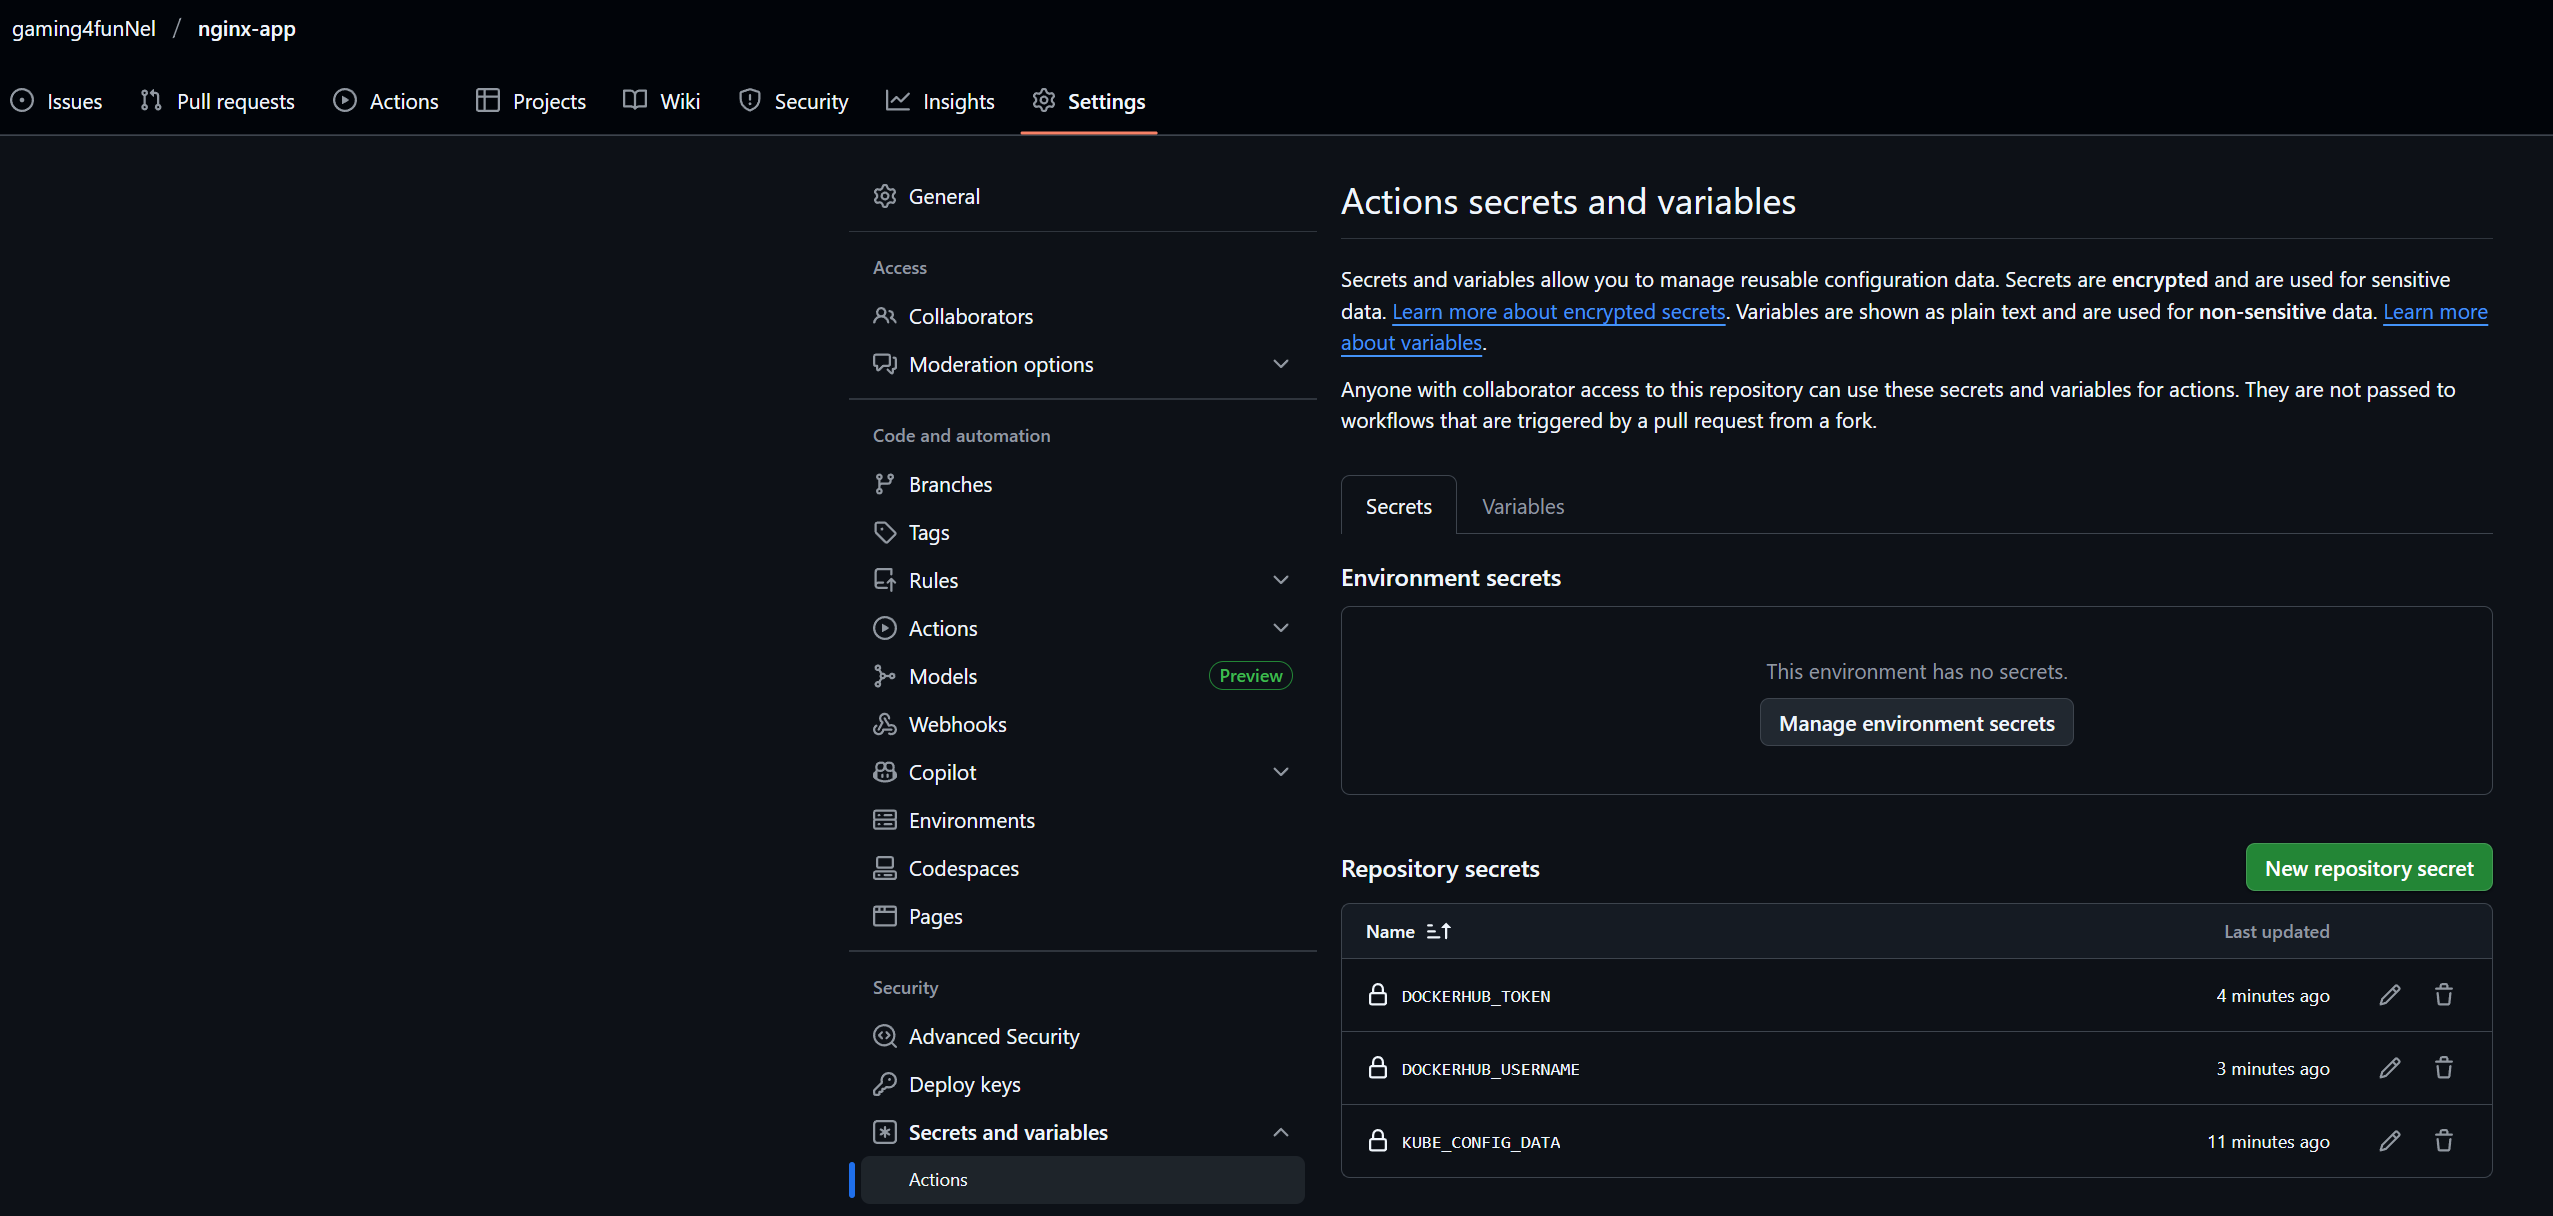 gaming4funNel / nginx-app
Issues Pull requests Actions Projects Wiki Security Insights Settings
General
Access
Collaborators
Moderation options
Code and automation
Branches
Tags
Rules
Actions
Models Preview
Webhooks
Copilot
Environments
Codespaces
Pages
Security
Advanced Security
Deploy keys
Secrets and variables
Actions
Actions secrets and variables
Secrets and variables allow you to manage reusable configuration data. Secrets are encrypted and are used for sensitive
data. Learn more about encrypted secrets. Variables are shown as plain text and are used for non-sensitive data. Learn more
about variables.
Anyone with collaborator access to this repository can use these secrets and variables for actions. They are not passed to
workflows that are triggered by a pull request from a fork.
Secrets Variables
Environment secrets
This environment has no secrets.
Manage environment secrets
Repository secrets New repository secret
Name Last updated
DOCKERHUB_TOKEN 4 minutes ago
DOCKERHUB_USERNAME 3 minutes ago
KUBE_CONFIG_DATA 11 minutes ago